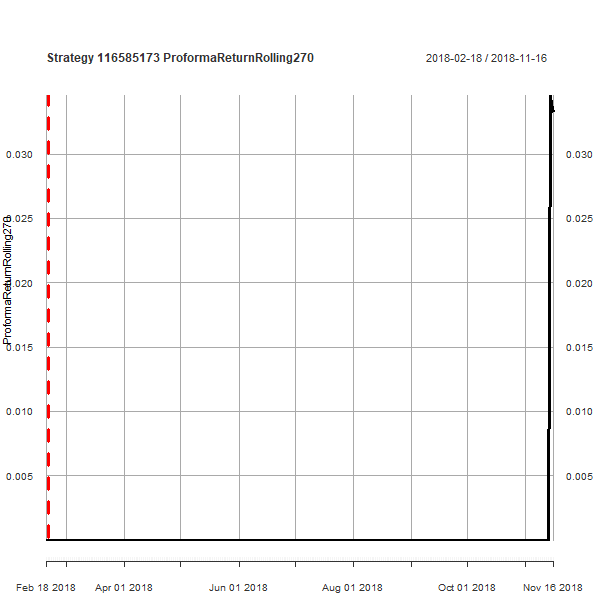 Strategy 116585173 ProformaReturnRolling270
2018-02-18 / 2018-11-16
ProformaReturnRolling270
0.030 0.030
0.025 0.025
0.020 0.020
0.015 0.015
0.010 0.010
0.005 0.005
Feb 18 2018 Apr 01 2018 Jun 01 2018 Aug 01 2018 Oct 01 2018 Nov 16 2018